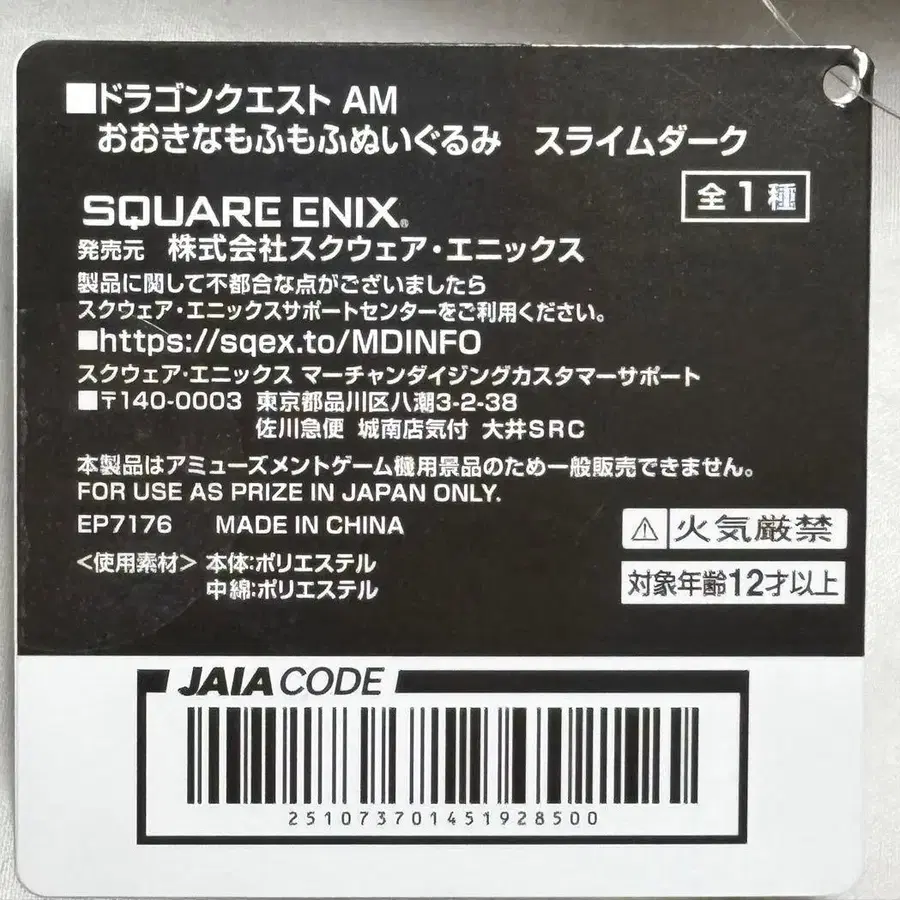 ■ドラゴンクエスト AM
おおきなもふもふぬいぐるみ スライムダーク
全1種
SQUARE ENIX®
発売元 株式会社スクウェア・エニックス
製品に関して不都合な点がございましたら
スクウェア・エニックスサポートセンターをご利用ください。
■https://sqex.to/MDINFO
スクウェア・エニックス マーチャンダイジングカスタマーサポート
■〒140-0003 東京都品川区八潮3-2-38
佐川急便 城南店気付 大井SRC
本製品はアミューズメントゲーム機用景品のため一般販売できません。
FOR USE AS PRIZE IN JAPAN ONLY.
EP7176 MADE IN CHINA
⚠火気厳禁
<使用素材> 本体:ポリエステル
中綿:ポリエステル
対象年齢12才以上
JAIA CODE
251073701451928500